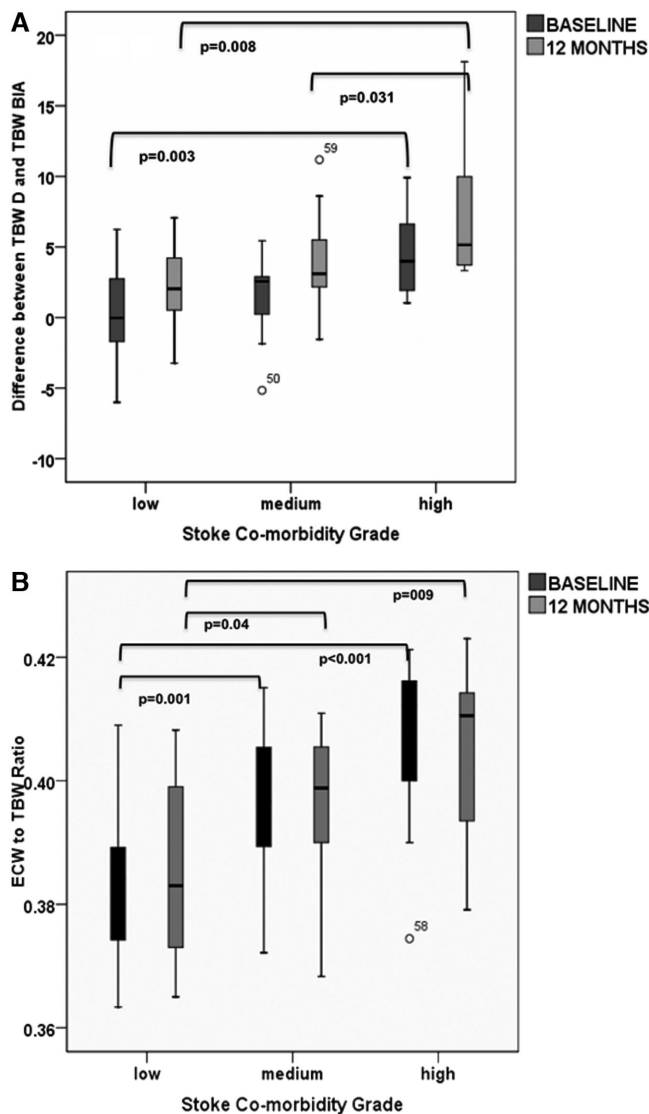 A
BASELINE
12 MONTHS
20
p=0.008
15
p=0.031
p=0.003
59
10
5
0
-5
50
-10
Difference between TBW D and TBW BIA
low medium high
Stoke Co-morbidity Grade
B
BASELINE
12 MONTHS
p=009
p=0.04
0.42
p<0.001
p=0.001
0.40
0.38
58
0.36
ECW to TBW Ratio
low medium high
Stoke Co-morbidity Grade